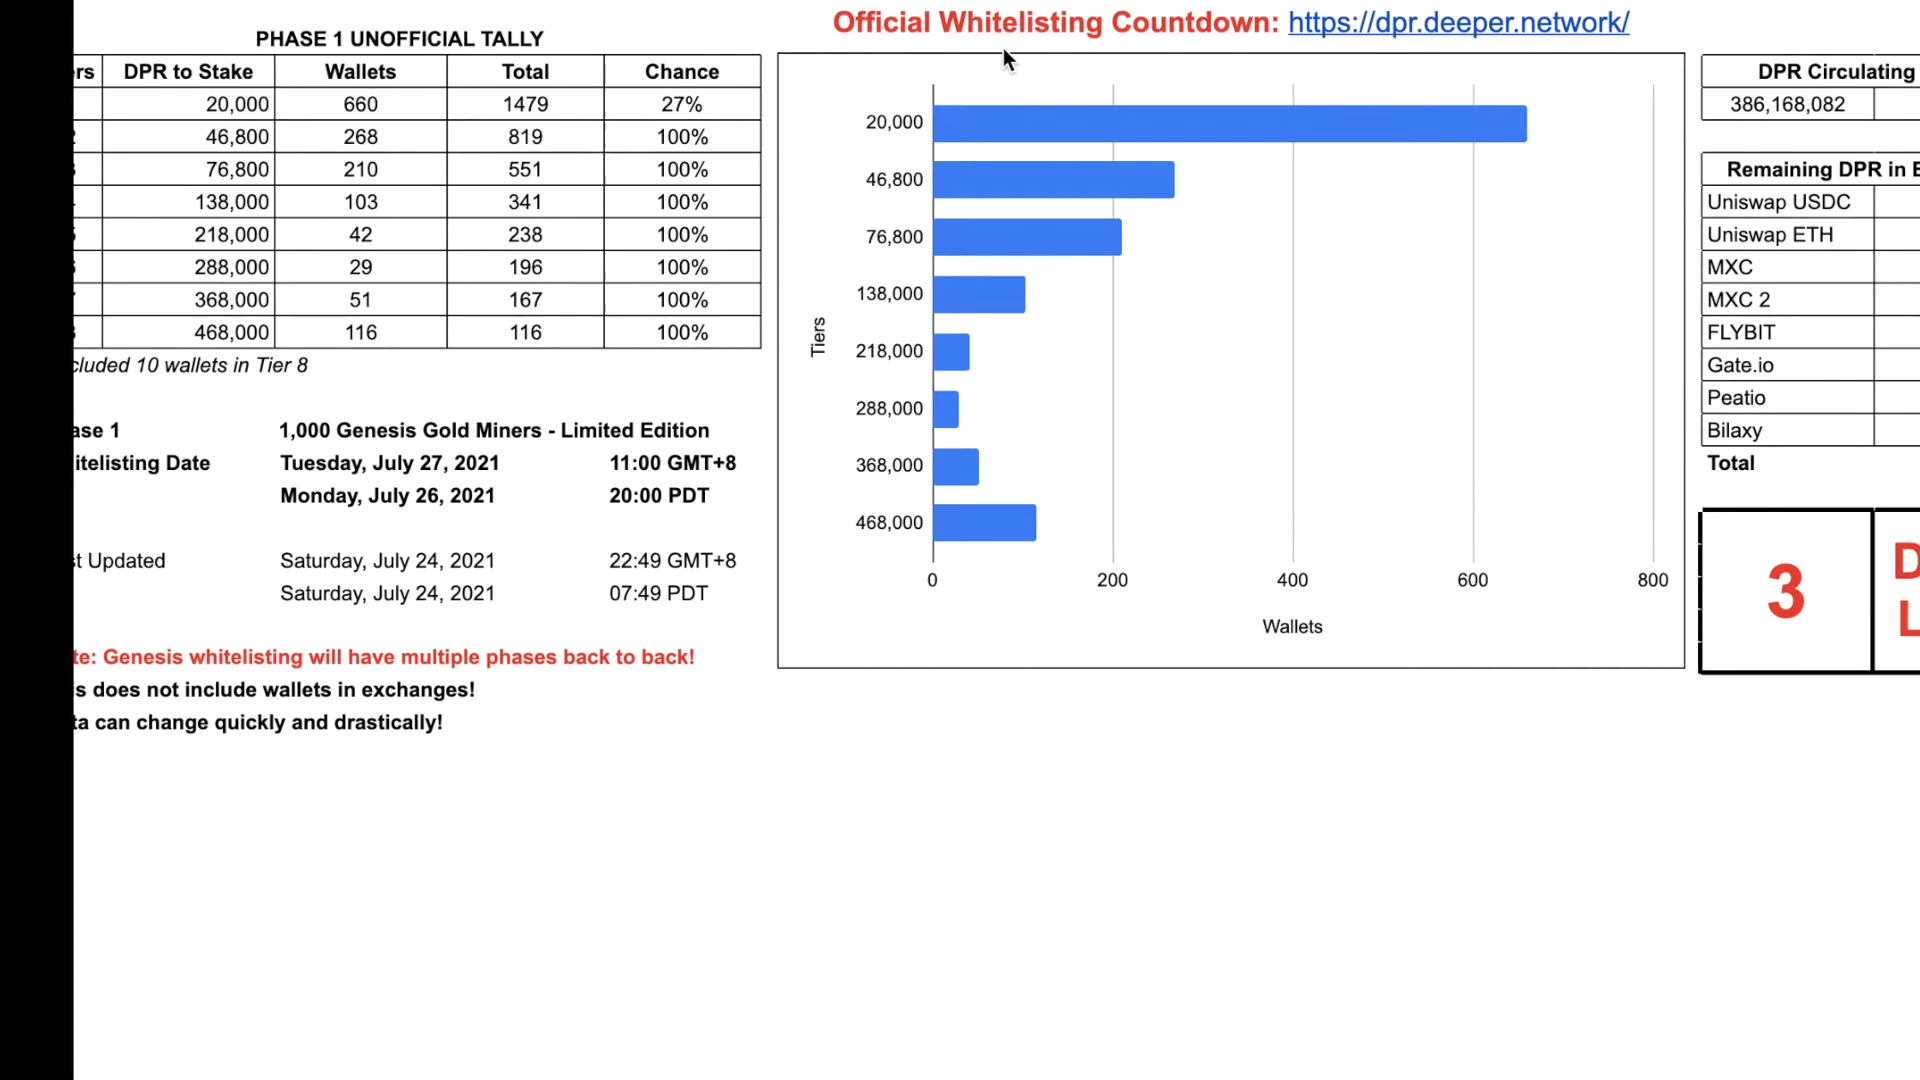 PHASE 1 UNOFFICIAL TALLY
DPR to Stake Wallets Total Chance
20,000 660 1479 27%
46,800 268 819 100%
76,800 210 551 100%
138,000 103 341 100%
218,000 42 238 100%
288,000 29 196 100%
368,000 51 167 100%
468,000 116 116 100%
10 wallets in Tier 8
1 1,000 Genesis Gold Miners - Limited Edition
Date Tuesday, July 27, 2021 11:00 GMT+8
Monday, July 26, 2021 20:00 PDT
Updated Saturday, July 24, 2021 22:49 GMT+8
Saturday, July 24, 2021 07:49 PDT
Genesis whitelisting will have multiple phases back to back!
does not include wallets in exchanges!
can change quickly and drastically!
Official Whitelisting Countdown: https://dpr.deeper.network/
Tiers
20,000
46,800
76,800
138,000
218,000
288,000
368,000
468,000
0 200 400 600 800
Wallets
DPR Circulating
386,168,082
Remaining DPR in
Uniswap USDC
Uniswap ETH
MXC
MXC 2
FLYBIT
Gate.io
Peatio
Bilaxy
Total
3